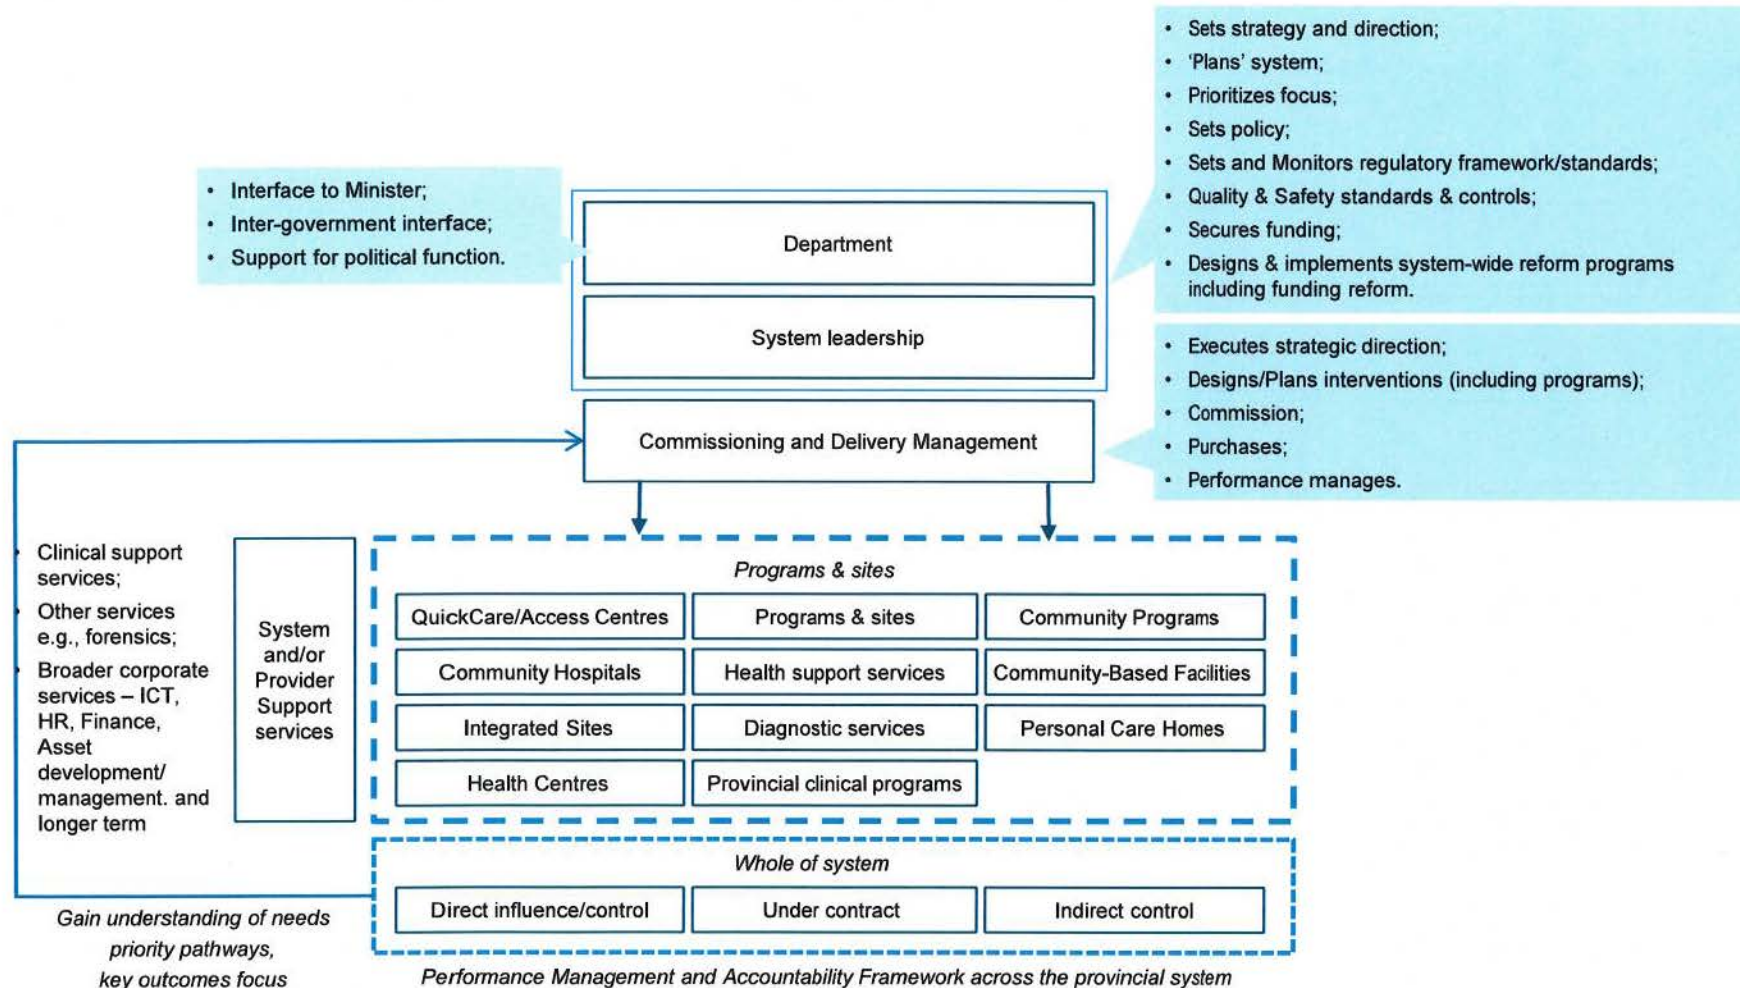 • Sets strategy and direction;
• ‘Plans’ system;
• Prioritizes focus;
• Sets policy;
• Sets and Monitors regulatory framework/standards;
• Quality & Safety standards & controls;
• Secures funding;
• Designs & implements system-wide reform programs
including funding reform.
• Interface to Minister;
• Inter-government interface;
• Support for political function.
Department
System leadership
• Executes strategic direction;
• Designs/Plans interventions (including programs);
• Commission;
• Purchases;
• Performance manages.
Commissioning and Delivery Management
• Clinical support
services;
• Other services
e.g., forensics;
• Broader corporate
services – ICT,
HR, Finance,
Asset
development/
management. and
longer term
System
and/or
Provider
Support
services
Programs & sites
QuickCare/Access Centres
Programs & sites
Community Programs
Community Hospitals
Health support services
Community-Based Facilities
Integrated Sites
Diagnostic services
Personal Care Homes
Health Centres
Provincial clinical programs
Whole of system
Direct influence/control
Under contract
Indirect control
Gain understanding of needs
priority pathways,
key outcomes focus
Performance Management and Accountability Framework across the provincial system